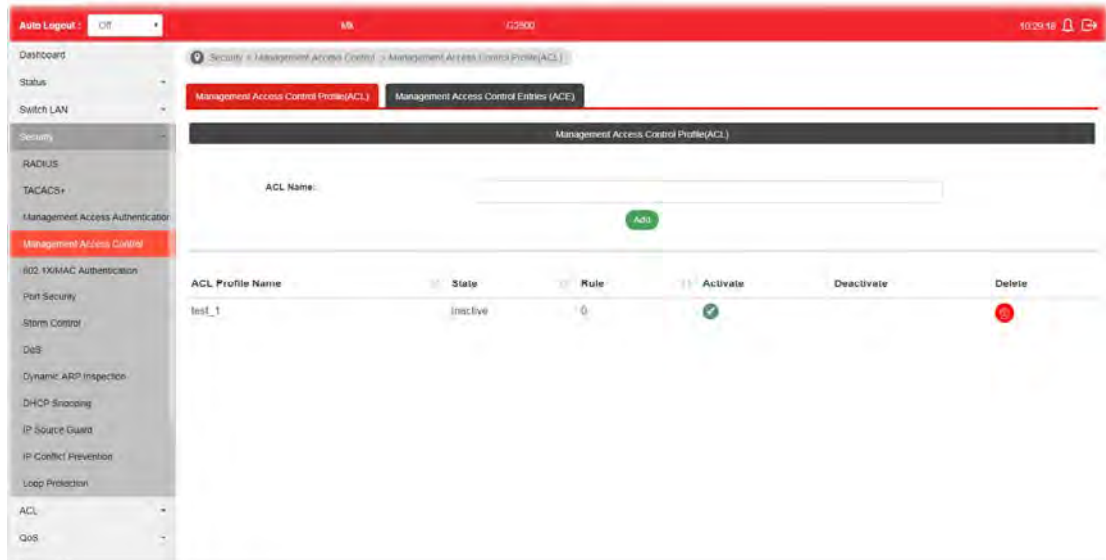 Auto Logout : Off
10:29:18
Dashboard
Status
Switch LAN
Security
RADIUS
TACACS+
Management Access Authentication
Management Access Control
802.1X/MAC Authentication
Port Security
Storm Control
DoS
Dynamic ARP Inspection
DHCP Snooping
IP Source Guard
IP Conflict Prevention
Loop Protection
ACL
QoS
Security > Management Access Control > Management Access Control Profile(ACL)
Management Access Control Profile(ACL) Management Access Control Entries (ACE)
Management Access Control Profile(ACL)
ACL Name:
Add
ACL Profile Name State Rule Activate Deactivate Delete
test_1 Inactive 0